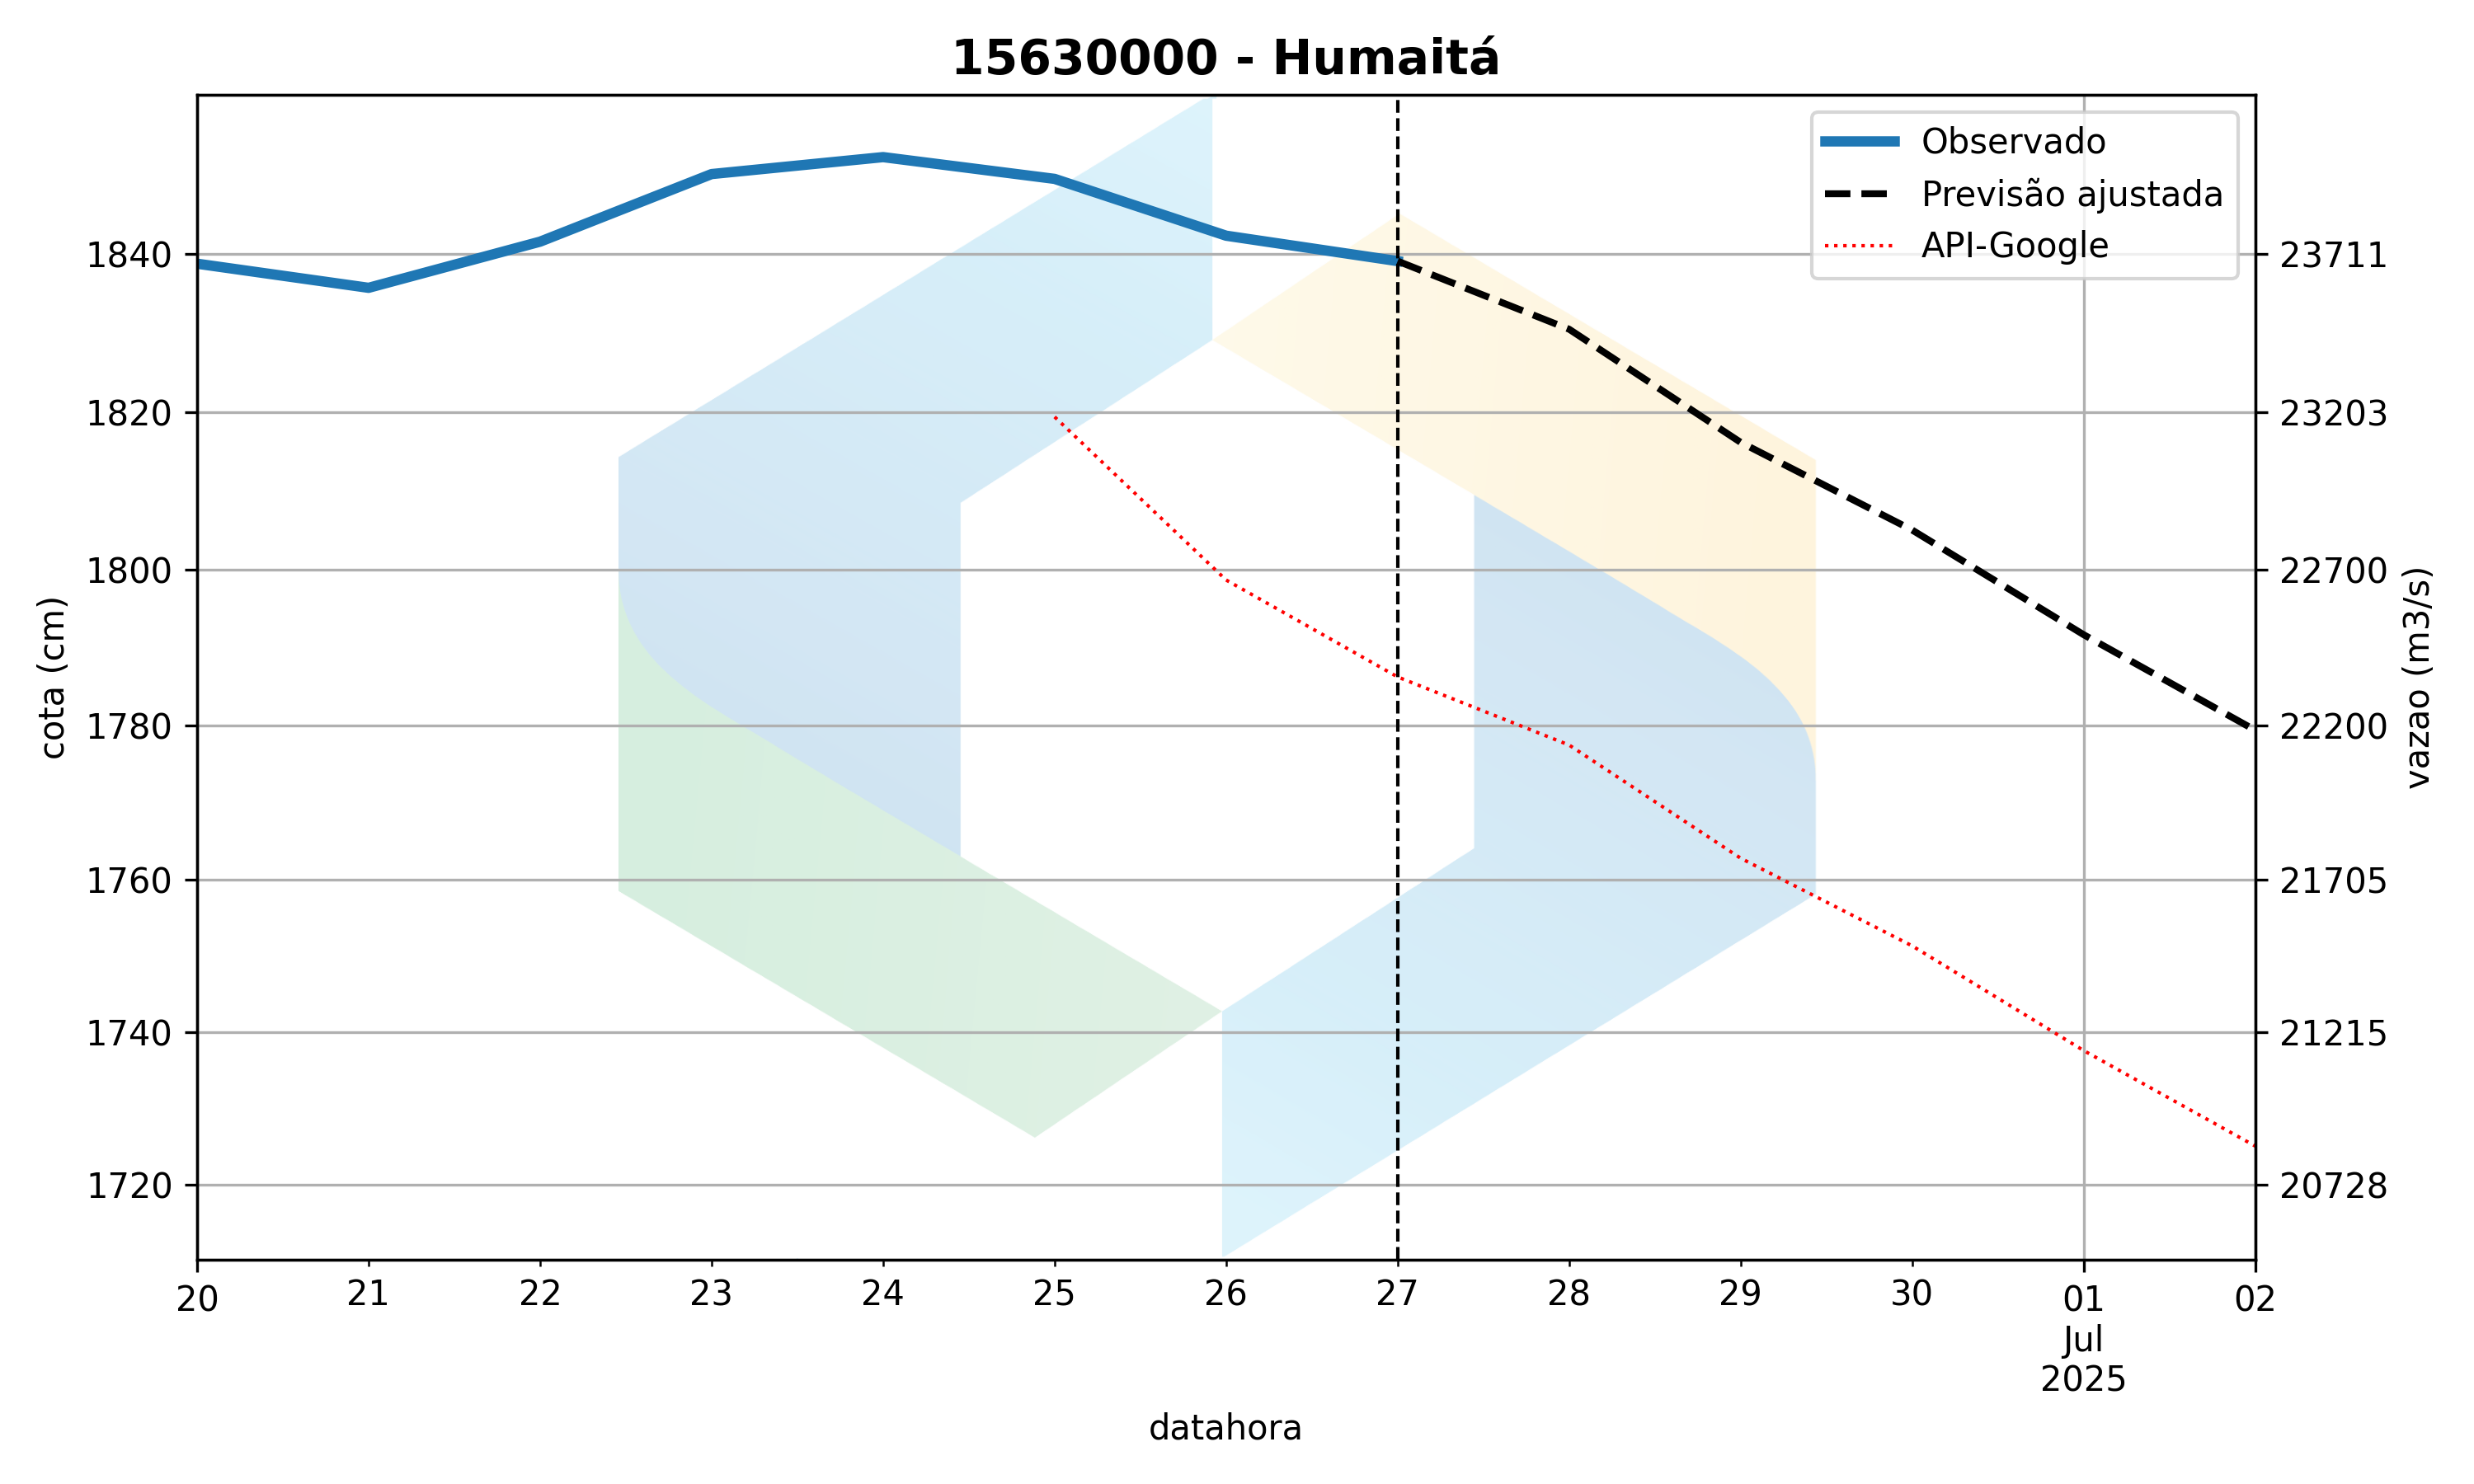 15630000 - Humaitá
Observado
Previsão ajustada
API-Google
1840
1820
1800
1780
1760
1740
1720
cota (cm)
23711
23203
22700
22200
21705
21215
20728
vazao (m3/s)
20 21 22 23 24 25 26 27 28 29 30 01 02
Jul
2025
datahora